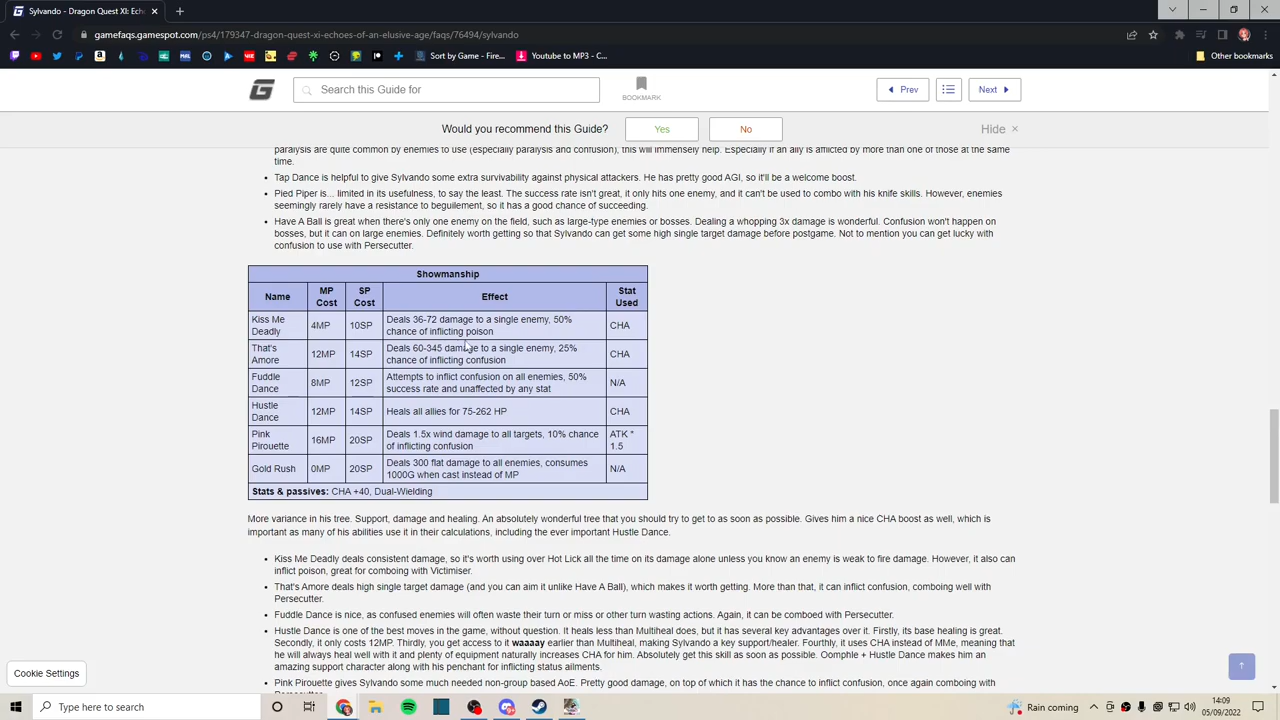 Sylvando - Dragon Quest XI: Echo
gamefaqs.gamespot.com/ps4/179347-dragon-quest-xi-echoes-of-an-elusive-age/faqs/76494/sylvando
Sort by Game - Fire...
Youtube to MP3 - C...
Other bookmarks
Search this Guide for
BOOKMARK
Prev
Next
Would you recommend this Guide?
Yes
No
Hide ×
paralysis are quite common by enemies to use (especially paralysis and confusion), this will immensely help. Especially if an ally is afflicted by more than one of those at the same
time.
• Tap Dance is helpful to give Sylvando some extra survivability against physical attackers. He has pretty good AGI, so it'll be a welcome boost.
• Pied Piper is... limited in its usefulness, to say the least. The success rate isn't great, it only hits one enemy, and it can't be used to combo with his knife skills. However, enemies
seemingly rarely have a resistance to beguilement, so it has a good chance of succeeding.
• Have A Ball is great when there's only one enemy on the field, such as large-type enemies or bosses. Dealing a whopping 3x damage is wonderful. Confusion won't happen on
bosses, but it can on large enemies. Definitely worth getting so that Sylvando can get some high single target damage before postgame. Not to mention you can get lucky with
confusion to use with Persecutter.
Showmanship
Name MP Cost SP Cost Effect Stat Used
Kiss Me Deadly 4MP 10SP Deals 36-72 damage to a single enemy, 50% chance of inflicting poison CHA
That's Amore 12MP 14SP Deals 60-345 damage to a single enemy, 25% chance of inflicting confusion CHA
Fuddle Dance 8MP 12SP Attempts to inflict confusion on all enemies, 50% success rate and unaffected by any stat N/A
Hustle Dance 12MP 14SP Heals all allies for 75-262 HP CHA
Pink Pirouette 16MP 20SP Deals 1.5x wind damage to all targets, 10% chance of inflicting confusion ATK * 1.5
Gold Rush 0MP 20SP Deals 300 flat damage to all enemies, consumes 1000G when cast instead of MP N/A
Stats & passives: CHA +40, Dual-Wielding
More variance in his tree. Support, damage and healing. An absolutely wonderful tree that you should try to get to as soon as possible. Gives him a nice CHA boost as well, which is
important as many of his abilities use it in their calculations, including the ever important Hustle Dance.
• Kiss Me Deadly deals consistent damage, so it's worth using over Hot Lick all the time on its damage alone unless you know an enemy is weak to fire damage. However, it also can
inflict poison, great for comboing with Victimiser.
• That's Amore deals high single target damage (and you can aim it unlike Have A Ball), which makes it worth getting. More than that, it can inflict confusion, comboing well with
Persecutter.
• Fuddle Dance is nice, as confused enemies will often waste their turn or miss or other turn wasting actions. Again, it can be comboed with Persecutter.
• Hustle Dance is one of the best moves in the game, without question. It heals less than Multiheal does, but it has several key advantages over it. Firstly, its base healing is great.
Secondly, it only costs 12MP. Thirdly, you get access to it waaaay earlier than Multiheal, making Sylvando a key support/healer. Fourthly, it uses CHA instead of MMe, meaning that
he will always heal well with it and plenty of equipment naturally increases CHA for him. Absolutely get this skill as soon as possible. Oomphle + Hustle Dance makes him an
amazing support character along with his penchant for inflicting status ailments.
• Pink Pirouette gives Sylvando some much needed non-group based AoE. Pretty good damage, on top of which it has the chance to inflict confusion, once again comboing with
Cookie Settings
Type here to search
Rain coming
14:09
05/09/2022